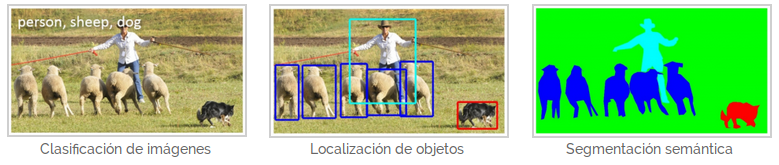 person, sheep, dog
Clasificación de imágenes
Localización de objetos
Segmentación semántica